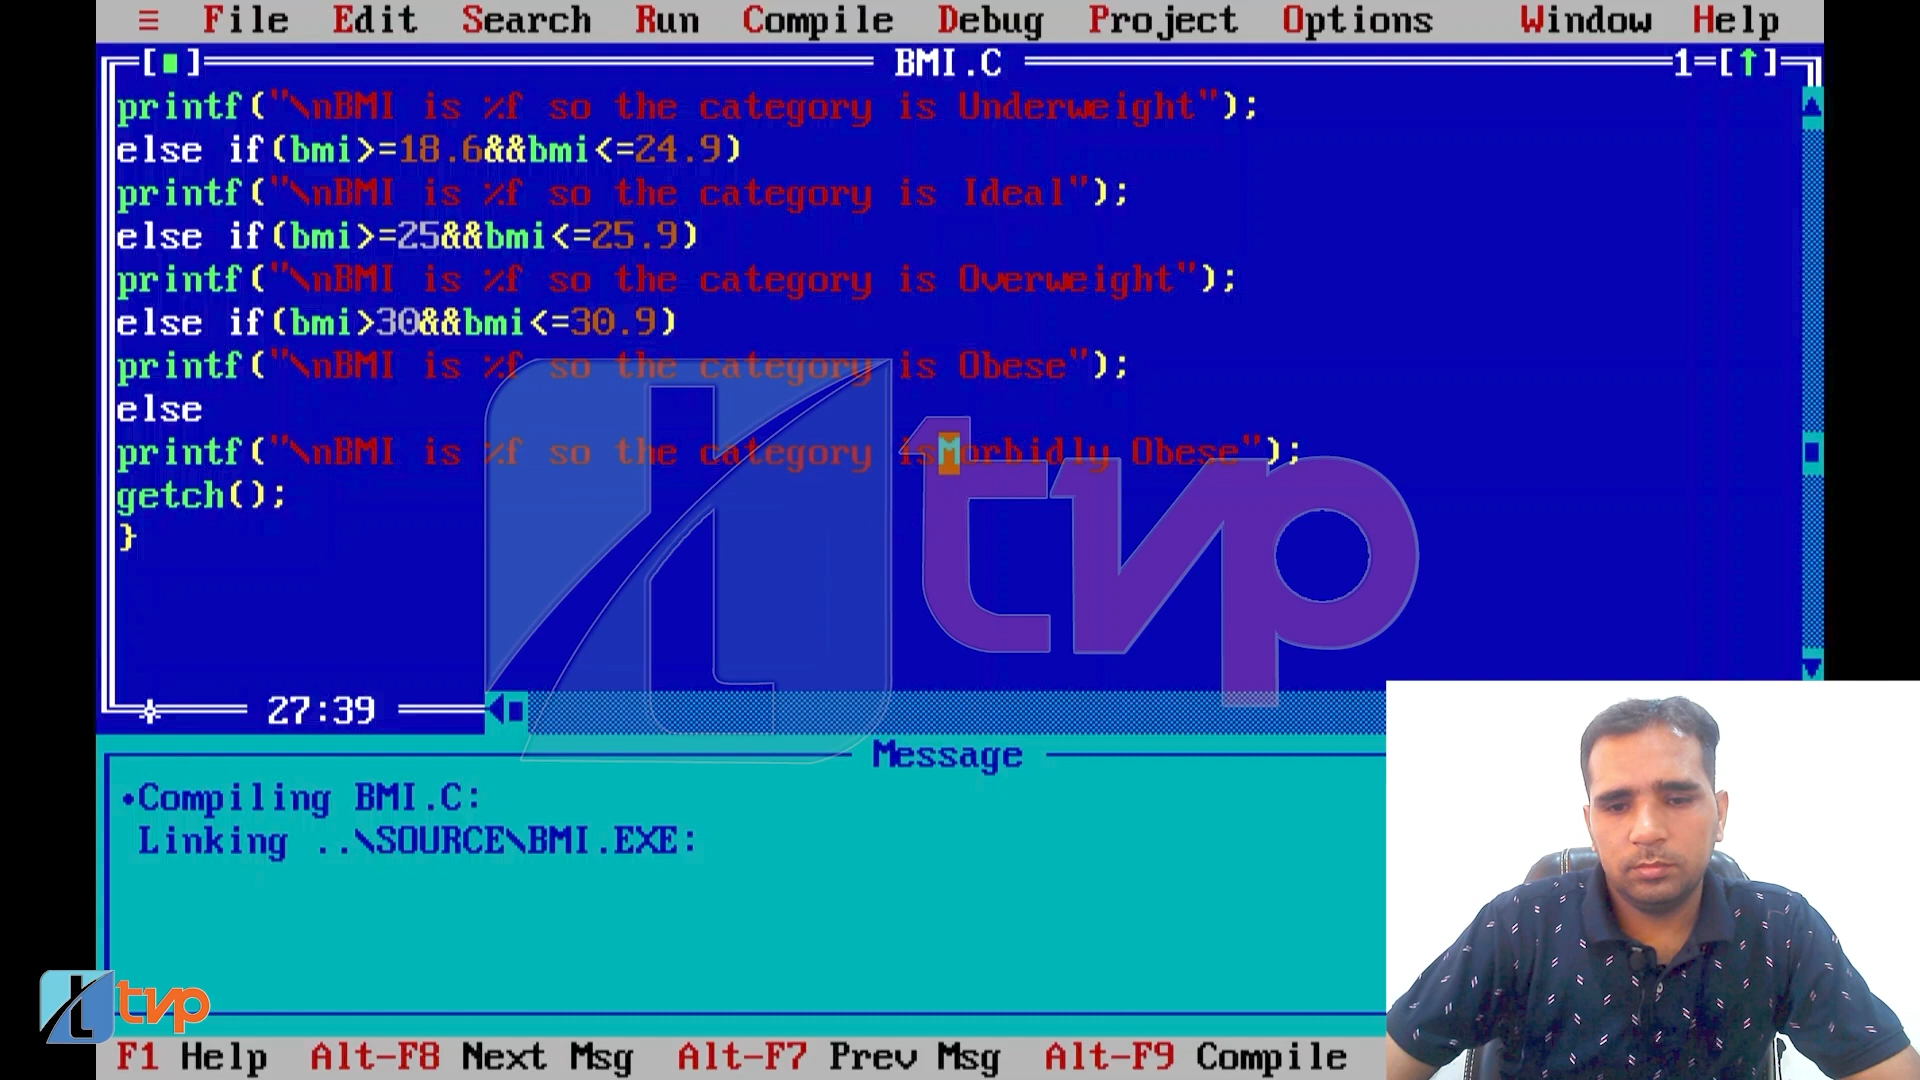 ≡ File Edit Search Run Compile Debug Project Options Window Help
[■] BMI.C 1=[↑]
printf("\nBMI is %f so the category is Underweight");
else if(bmi>=18.6&&bmi<=24.9)
printf("\nBMI is %f so the category is Ideal");
else if(bmi>=25&&bmi<=25.9)
printf("\nBMI is %f so the category is Overweight");
else if(bmi>30&&bmi<=30.9)
printf("\nBMI is %f so the category is Obese");
else
printf("\nBMI is %f so the category isMorbidly Obese");
getch();
}
tvp
27:39
Message
•Compiling BMI.C:
Linking ..\SOURCE\BMI.EXE:
tvp
F1 Help Alt-F8 Next Msg Alt-F7 Prev Msg Alt-F9 Compile